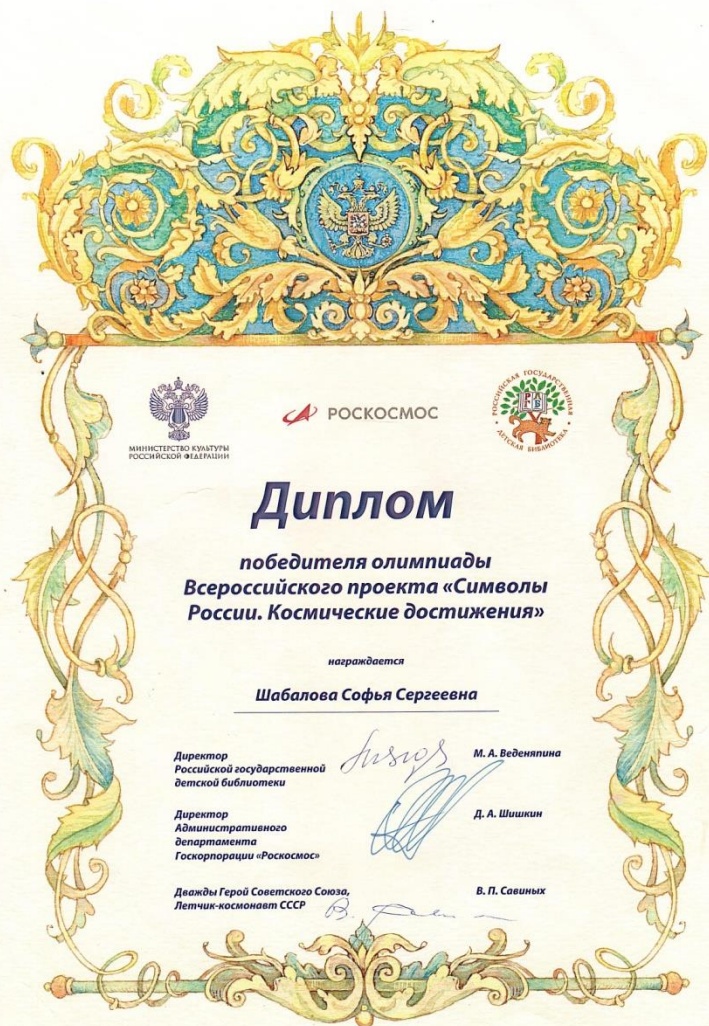 МИНИСТЕРСТВО КУЛЬТУРЫ
РОССИЙСКОЙ ФЕДЕРАЦИИ
РОСКОСМОС
РОССИЙСКАЯ ГОСУДАРСТВЕННАЯ
ДЕТСКАЯ БИБЛИОТЕКА
Диплом
победителя олимпиады
Всероссийского проекта «Символы
России. Космические достижения»
награждается
Шабалова Софья Сергеевна
Директор
Российской государственной
детской библиотеки
М. А. Веденяпина
Директор
Административного
департамента
Госкорпорации «Роскосмос»
Д. А. Шишкин
Дважды Герой Советского Союза,
Летчик-космонавт СССР
В. П. Савиных